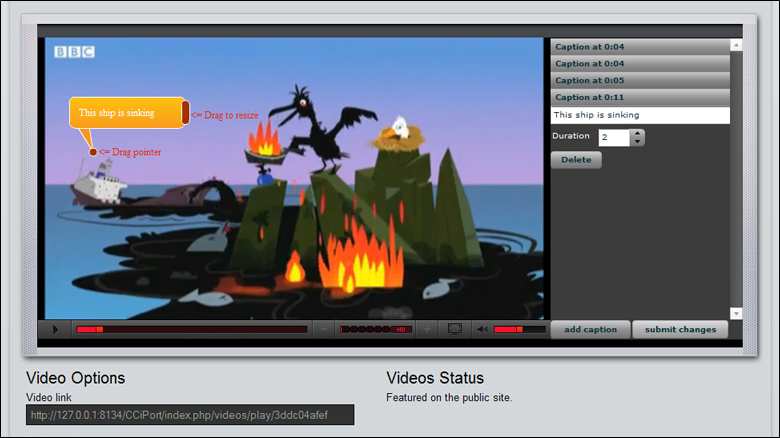 BBC
This ship is sinking
<= Drag to resize
<= Drag pointer
Caption at 0:04
Caption at 0:04
Caption at 0:05
Caption at 0:11
This ship is sinking
Duration 2
Delete
HD
add caption
submit changes
Video Options
Videos Status
Video link
Featured on the public site.
http://127.0.0.1:8134/CCiPort/index.php/videos/play/3ddc04afef